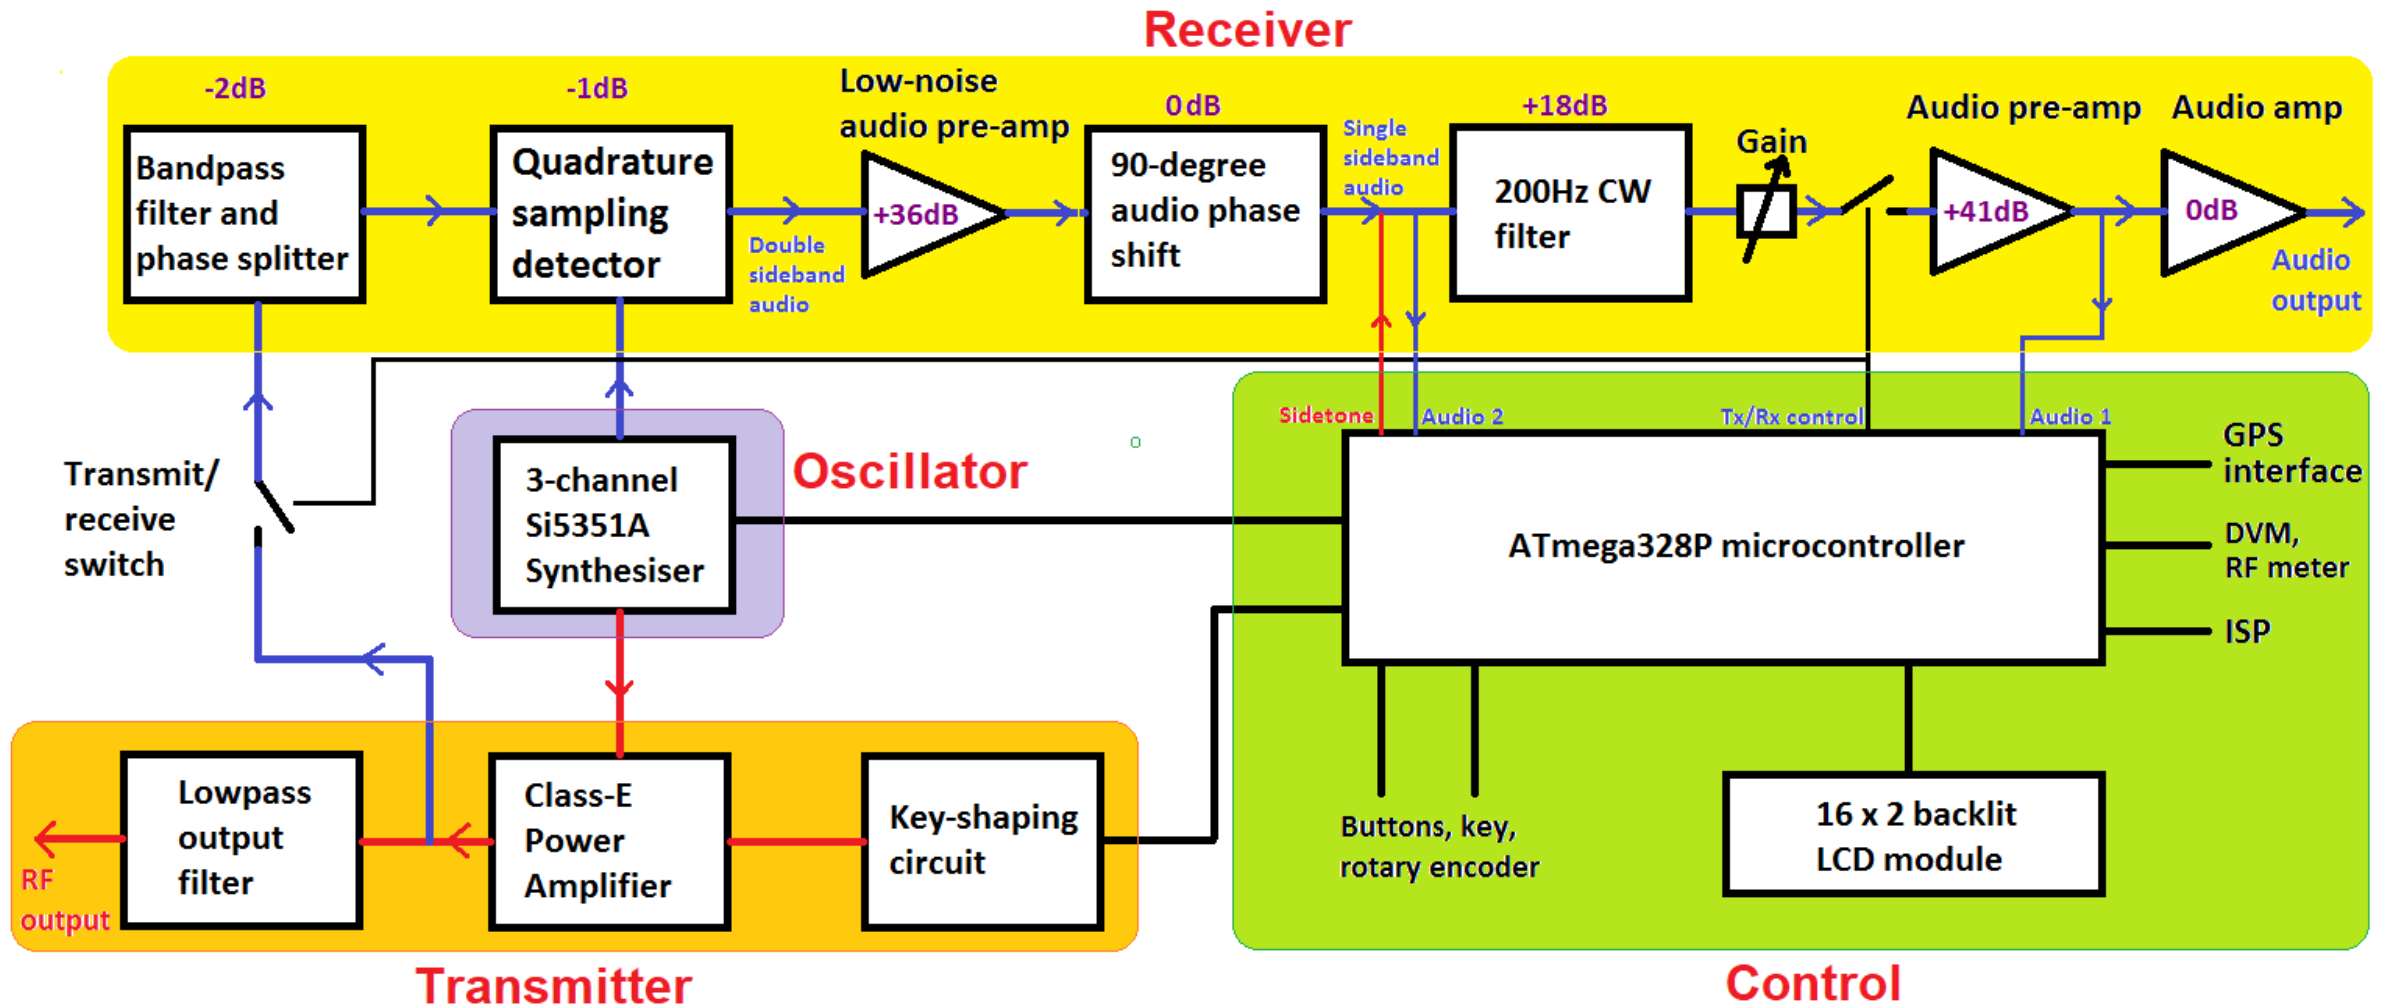 Receiver
-2dB
Bandpass
filter and
phase splitter
-1dB
Quadrature
sampling
detector
Double
sideband
audio
Low-noise
audio pre-amp
+36dB
0dB
90-degree
audio phase
shift
Single
sideband
audio
+18dB
200Hz CW
filter
Gain
Audio pre-amp
+41dB
Audio amp
0dB
Audio
output
Transmit/
receive
switch
3-channel
Si5351A
Synthesiser
Oscillator
Sidetone
Audio 2
Tx/Rx control
Audio 1
ATmega328P microcontroller
GPS
interface
DVM,
RF meter
ISP
Buttons, key,
rotary encoder
16 x 2 backlit
LCD module
Control
RF
output
Lowpass
output
filter
Class-E
Power
Amplifier
Key-shaping
circuit
Transmitter